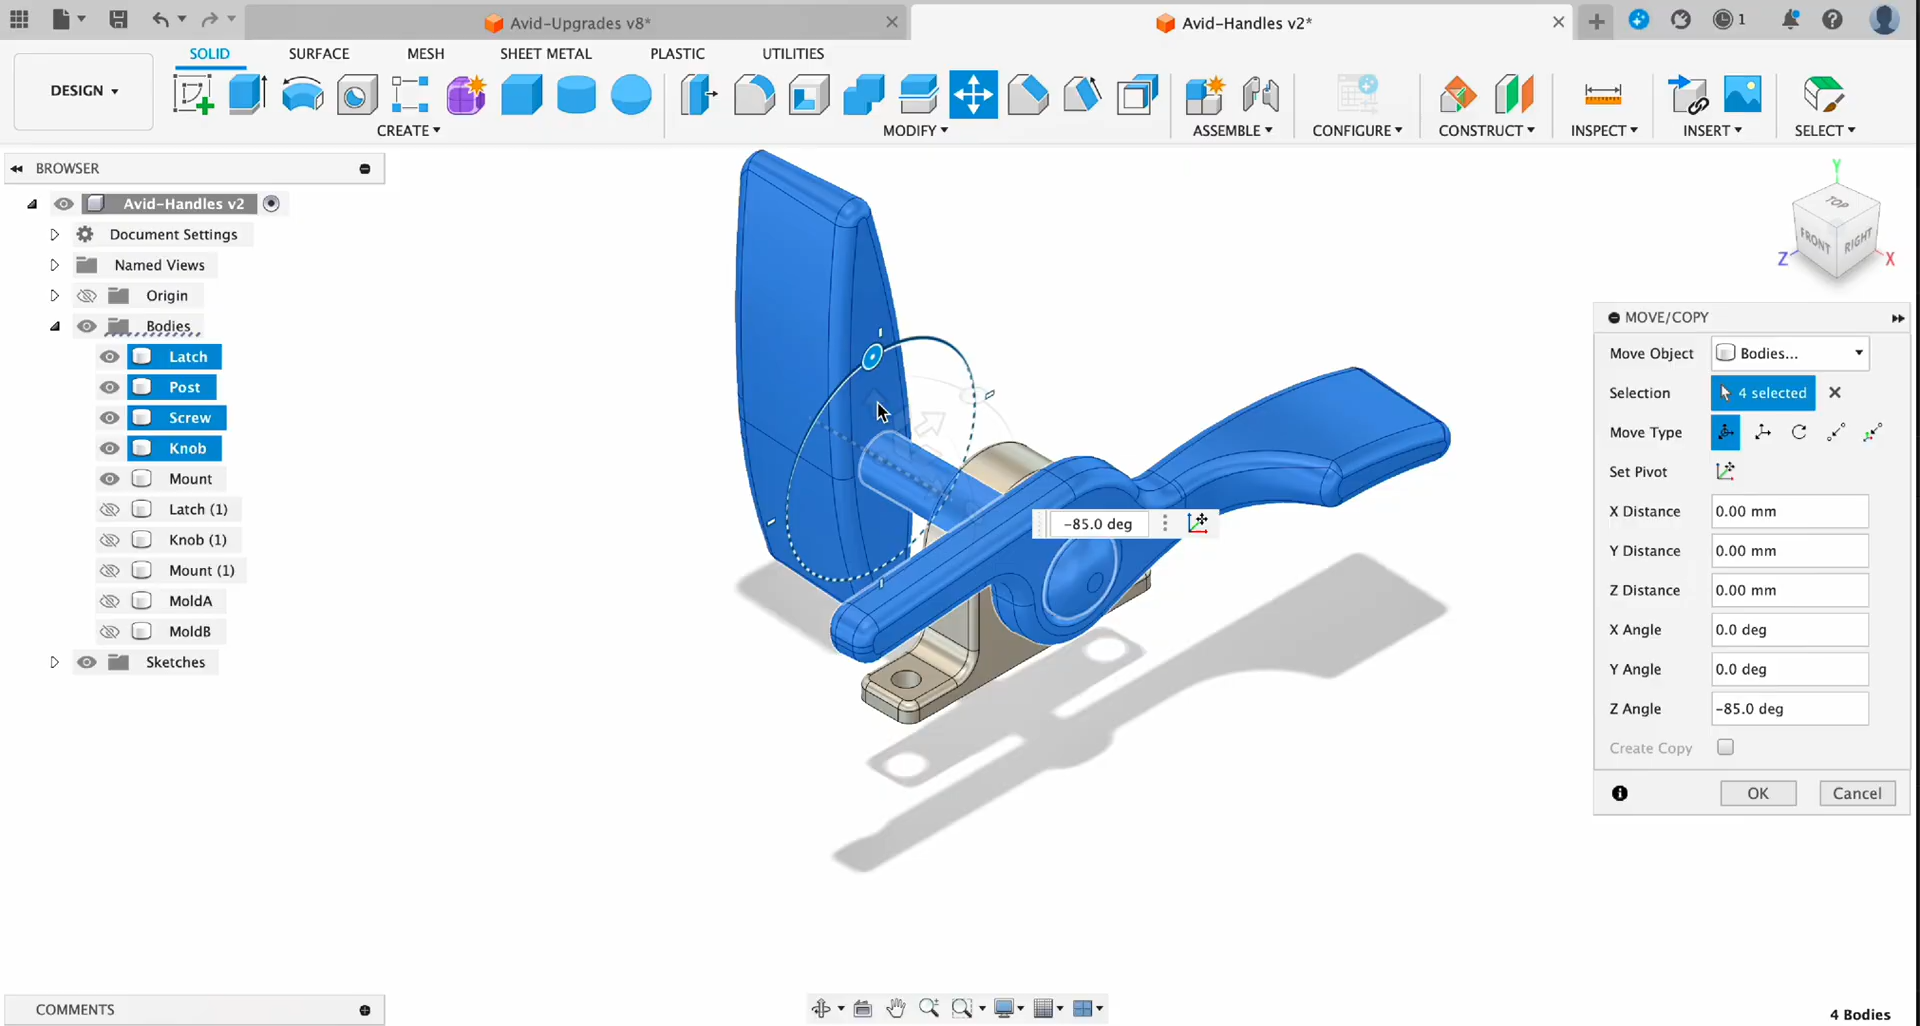 Avid-Upgrades v8*
Avid-Handles v2*
1
SOLID
SURFACE
MESH
SHEET METAL
PLASTIC
UTILITIES
DESIGN
CREATE
MODIFY
ASSEMBLE
CONFIGURE
CONSTRUCT
INSPECT
INSERT
SELECT
BROWSER
Avid-Handles v2
Document Settings
Named Views
Origin
Bodies
Latch
Post
Screw
Knob
Mount
Latch (1)
Knob (1)
Mount (1)
MoldA
MoldB
Sketches
-85.0 deg
Y
TOP
FRONT
RIGHT
Z
X
MOVE/COPY
Move Object
Bodies...
Selection
4 selected
Move Type
Set Pivot
X Distance
0.00 mm
Y Distance
0.00 mm
Z Distance
0.00 mm
X Angle
0.0 deg
Y Angle
0.0 deg
Z Angle
-85.0 deg
Create Copy
OK
Cancel
COMMENTS
4 Bodies